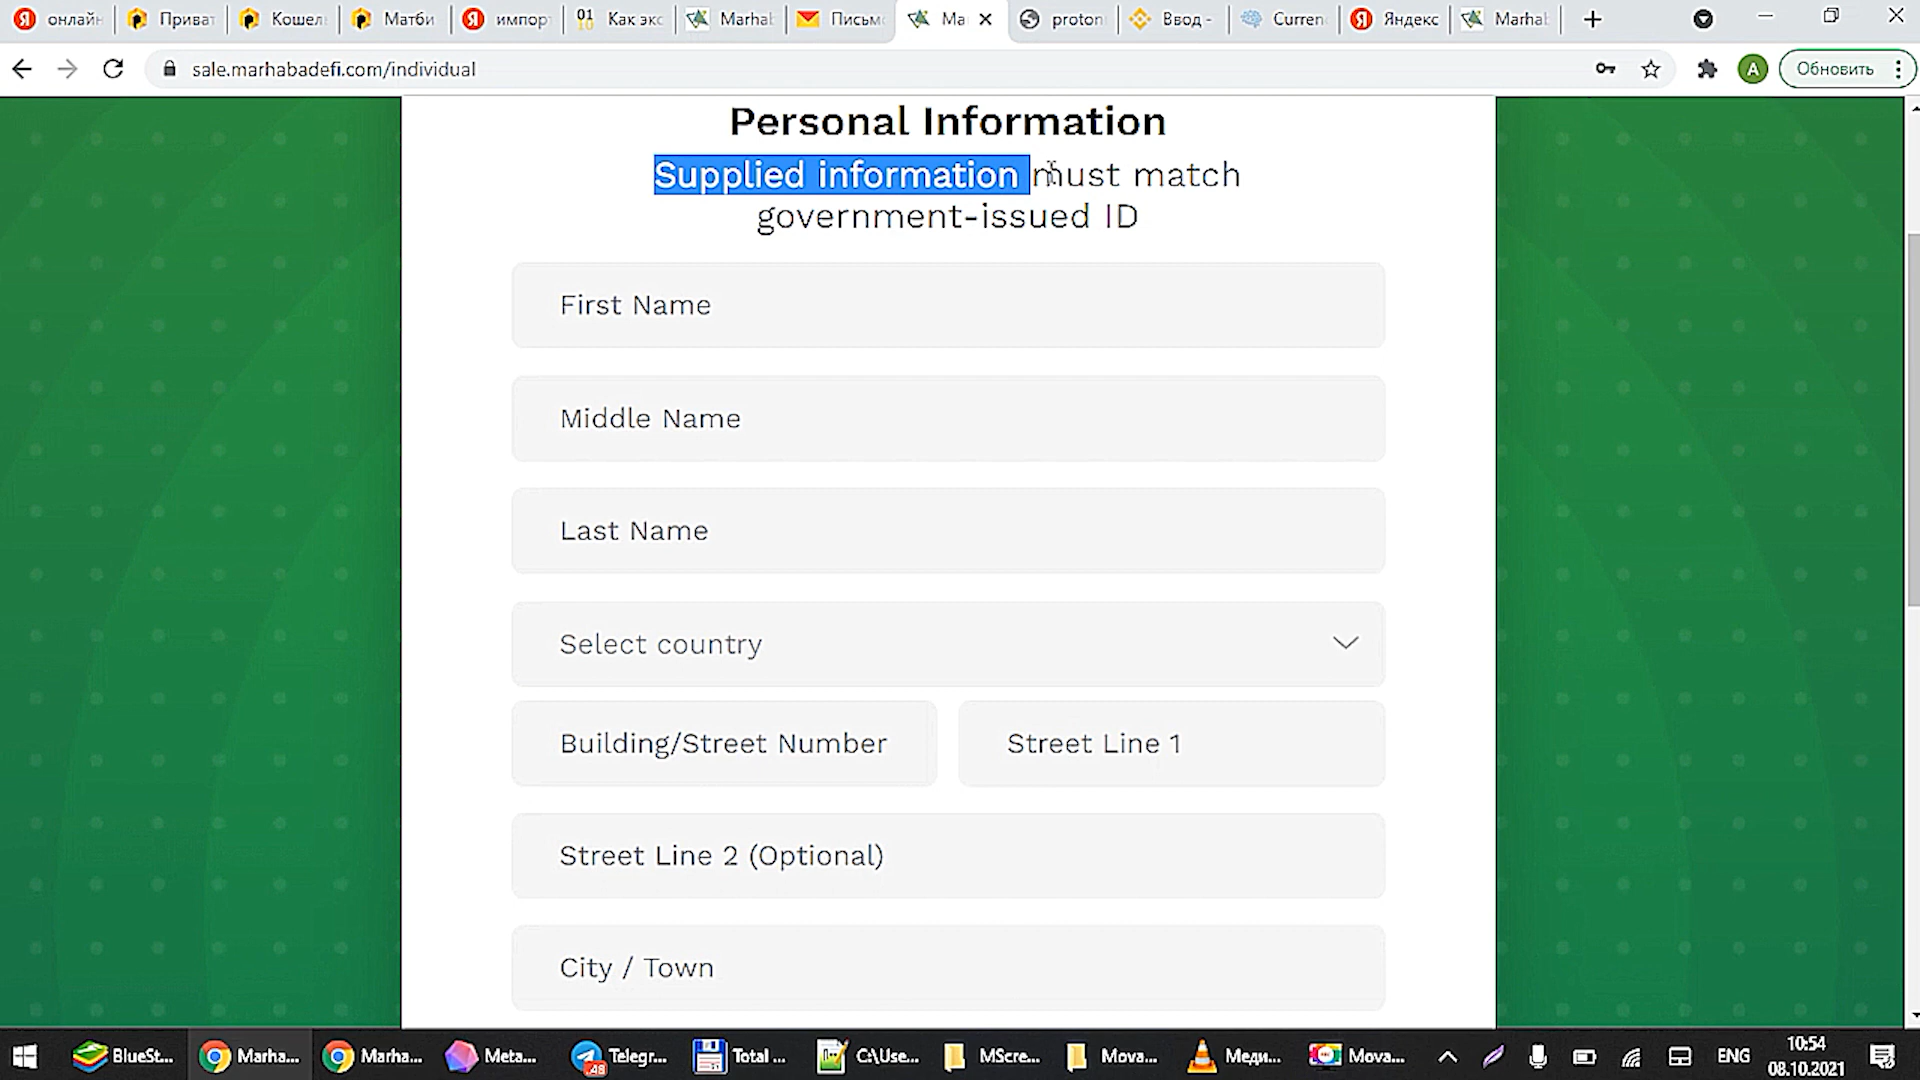 онлайн
Приват
Кошел
Матби
импор
Как экс
Marhab
Письмо
Ma
proton
Ввод -
Curren
Яндекс
Marhab
sale.marhabadefi.com/individual
A
Обновить
Personal Information
Supplied information must match
government-issued ID
First Name
Middle Name
Last Name
Select country
Building/Street Number
Street Line 1
Street Line 2 (Optional)
City / Town
BlueSt...
Marha...
Marha...
Meta...
48
Telegr...
Total ...
C:\Use...
MScre...
Mova...
Меди...
Mova...
ENG
10:54
08.10.2021